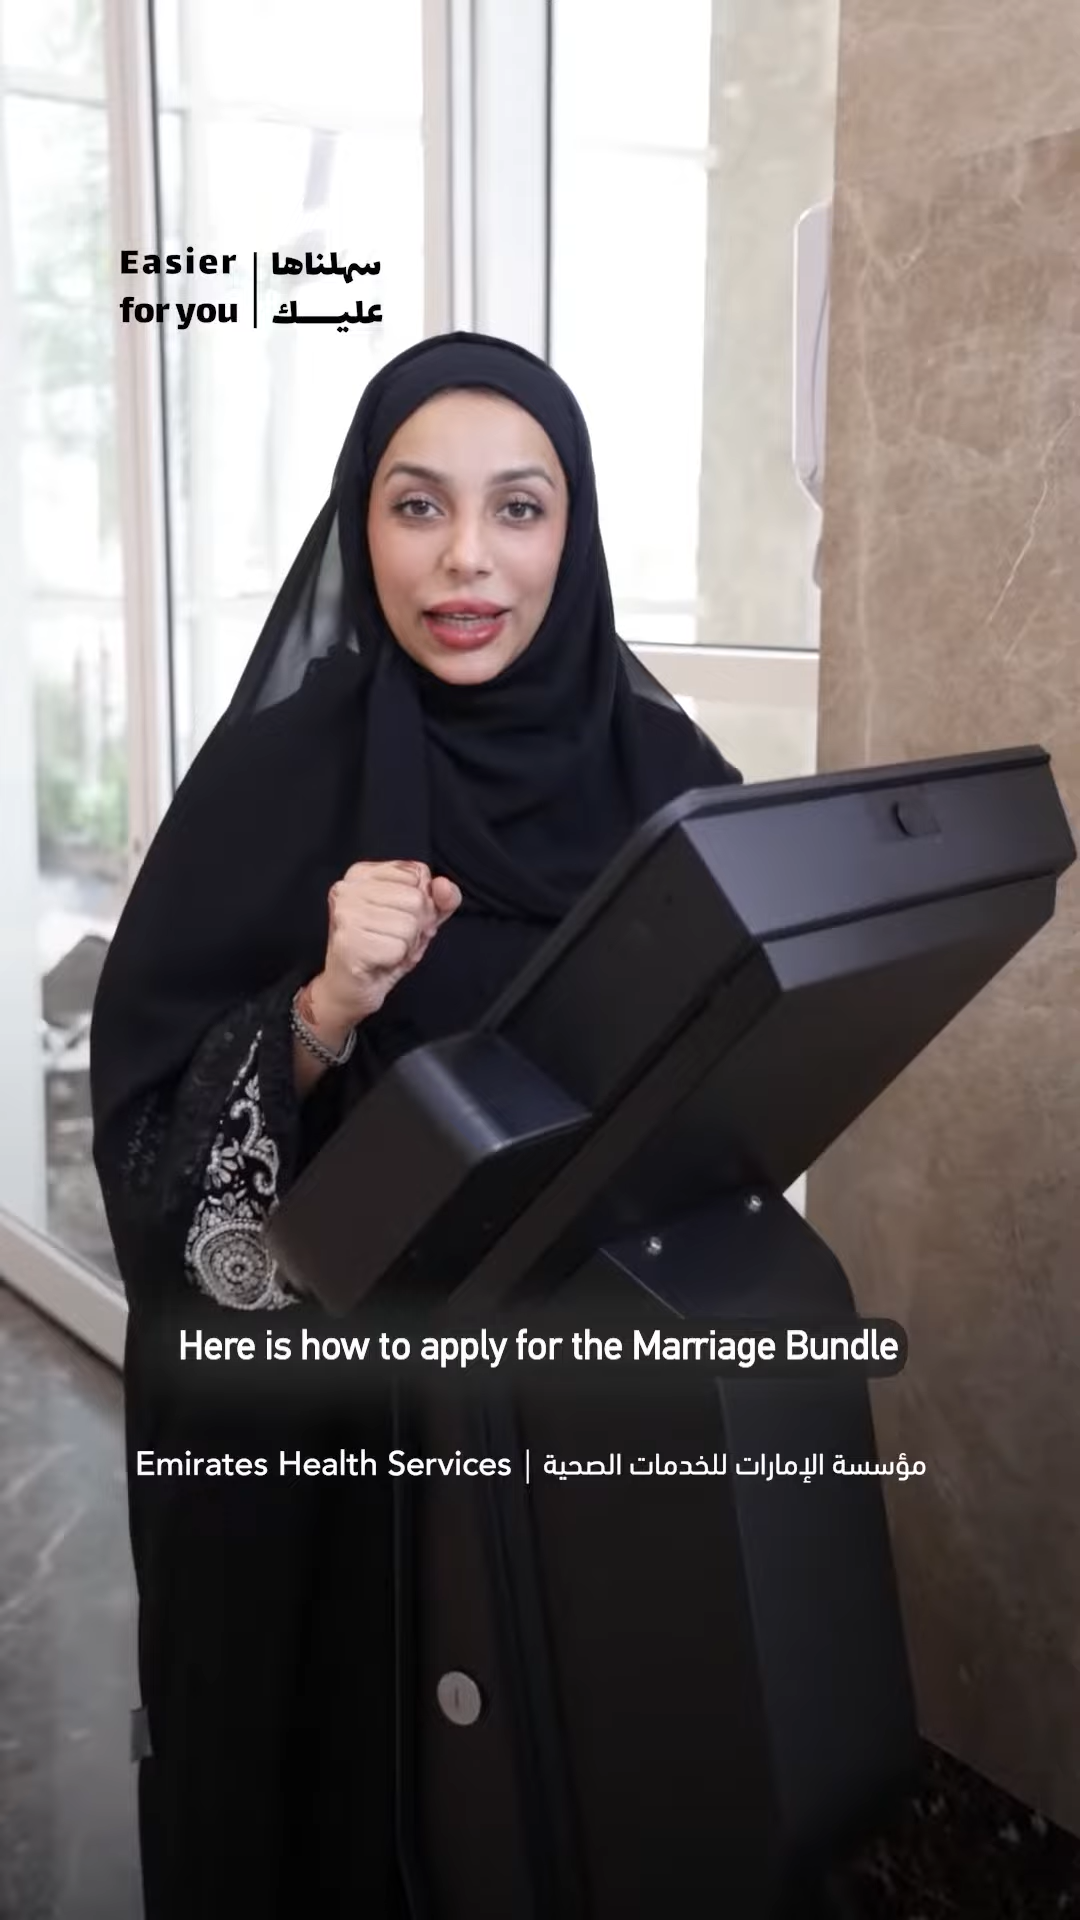 Easier | سهلناها
for you | عليـــك
Here is how to apply for the Marriage Bundle
Emirates Health Services | مؤسسة الإمارات للخدمات الصحية